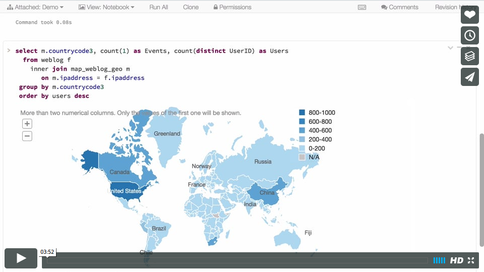 Attached: Demo
View: Notebook
Run All
Clone
Permissions
Comments
Revision
Command took 0.08s
select m.countrycode3, count(1) as Events, count(distinct UserID) as Users
from weblog f
inner join map_weblog_geo m
on m.ipaddress = f.ipaddress
group by m.countrycode3
order by users desc
More than two numerical columns. Only the values of the first one will be shown.
+
−
800-1000
600-800
400-600
200-400
0-200
N/A
Greenland
Canada
United States
Norway
France
Russia
China
India
Brazil
Fiji
Chile
03:52
HD